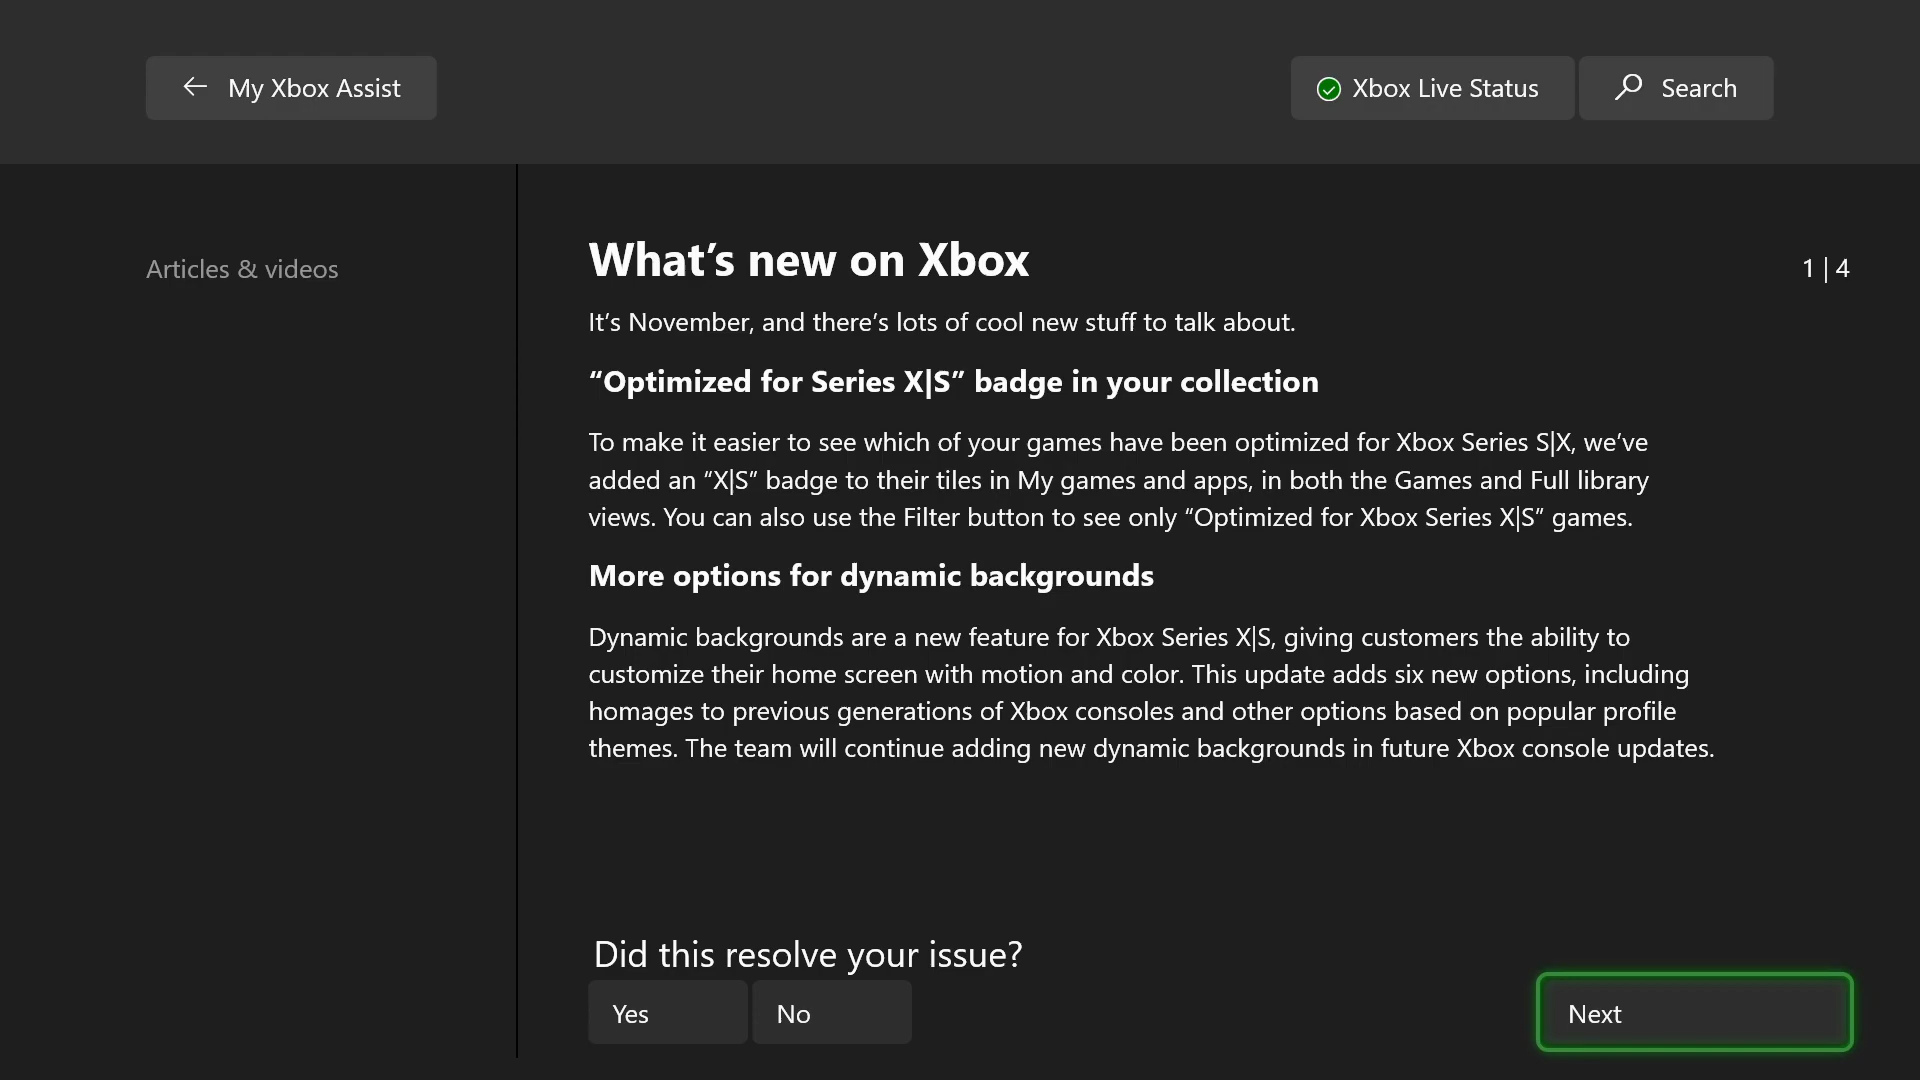 My Xbox Assist
Xbox Live Status
Search
Articles & videos
What’s new on Xbox
1 | 4
It’s November, and there’s lots of cool new stuff to talk about.
“Optimized for Series X|S” badge in your collection
To make it easier to see which of your games have been optimized for Xbox Series S|X, we’ve
added an “X|S” badge to their tiles in My games and apps, in both the Games and Full library
views. You can also use the Filter button to see only “Optimized for Xbox Series X|S” games.
More options for dynamic backgrounds
Dynamic backgrounds are a new feature for Xbox Series X|S, giving customers the ability to
customize their home screen with motion and color. This update adds six new options, including
homages to previous generations of Xbox consoles and other options based on popular profile
themes. The team will continue adding new dynamic backgrounds in future Xbox console updates.
Did this resolve your issue?
Yes
No
Next